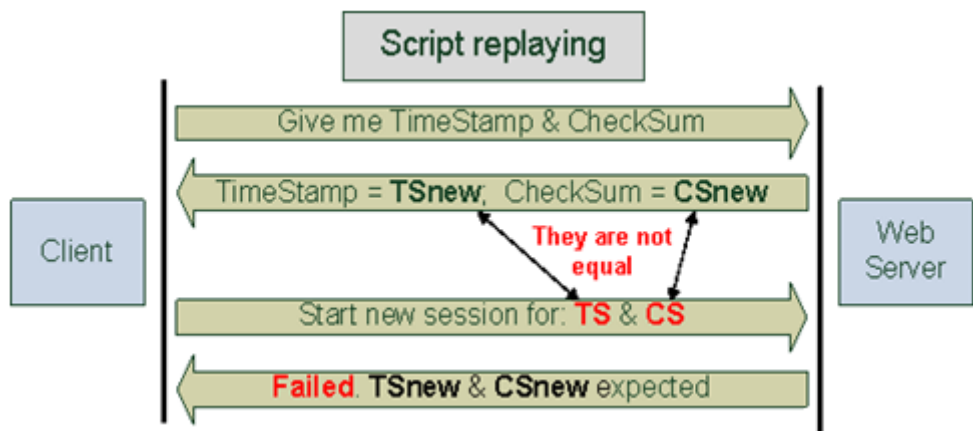 Script replaying
Give me TimeStamp & CheckSum
TimeStamp = TSnew; CheckSum = CSnew
Client
They are not
equal
Web
Server
Start new session for: TS & CS
Failed. TSnew & CSnew expected